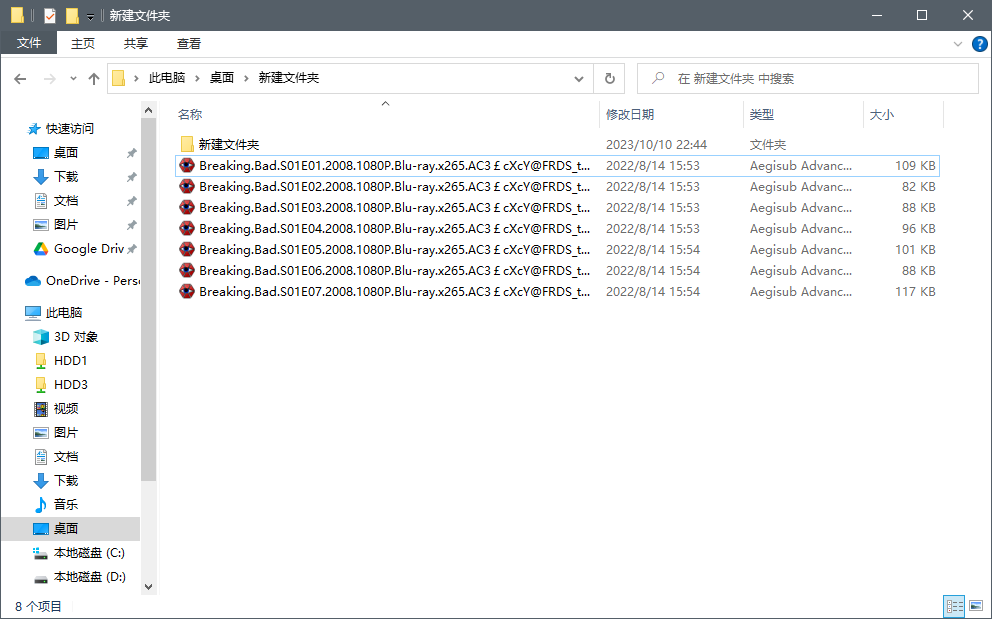 新建文件夹
文件 主页 共享 查看
此电脑 桌面 新建文件夹 在 新建文件夹 中搜索
名称 修改日期 类型 大小
新建文件夹 2023/10/10 22:44 文件夹
Breaking.Bad.S01E01.2008.1080P.Blu-ray.x265.AC3￡cXcY@FRDS_t... 2022/8/14 15:53 Aegisub Advanc... 109 KB
Breaking.Bad.S01E02.2008.1080P.Blu-ray.x265.AC3￡cXcY@FRDS_t... 2022/8/14 15:53 Aegisub Advanc... 82 KB
Breaking.Bad.S01E03.2008.1080P.Blu-ray.x265.AC3￡cXcY@FRDS_t... 2022/8/14 15:53 Aegisub Advanc... 88 KB
Breaking.Bad.S01E04.2008.1080P.Blu-ray.x265.AC3￡cXcY@FRDS_t... 2022/8/14 15:53 Aegisub Advanc... 96 KB
Breaking.Bad.S01E05.2008.1080P.Blu-ray.x265.AC3￡cXcY@FRDS_t... 2022/8/14 15:54 Aegisub Advanc... 101 KB
Breaking.Bad.S01E06.2008.1080P.Blu-ray.x265.AC3￡cXcY@FRDS_t... 2022/8/14 15:54 Aegisub Advanc... 88 KB
Breaking.Bad.S01E07.2008.1080P.Blu-ray.x265.AC3￡cXcY@FRDS_t... 2022/8/14 15:54 Aegisub Advanc... 117 KB
快速访问
桌面
下载
文档
图片
Google Driv
OneDrive - Pers
此电脑
3D 对象
HDD1
HDD3
视频
图片
文档
下载
音乐
桌面
本地磁盘 (C:)
本地磁盘 (D:)
8 个项目